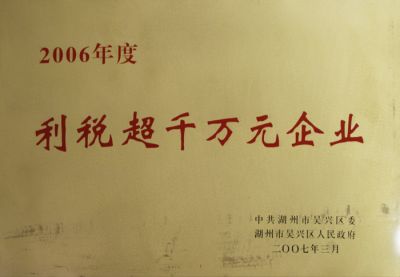 2006年度
利税超千万元企业
中共湖州市吴兴区委
湖州市吴兴区人民政府
二〇〇七年三月